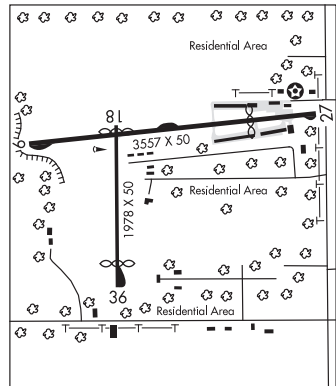 Residential Area
18
27
9
3557 X 50
Residential Area
1978 X 50
36
Residential Area